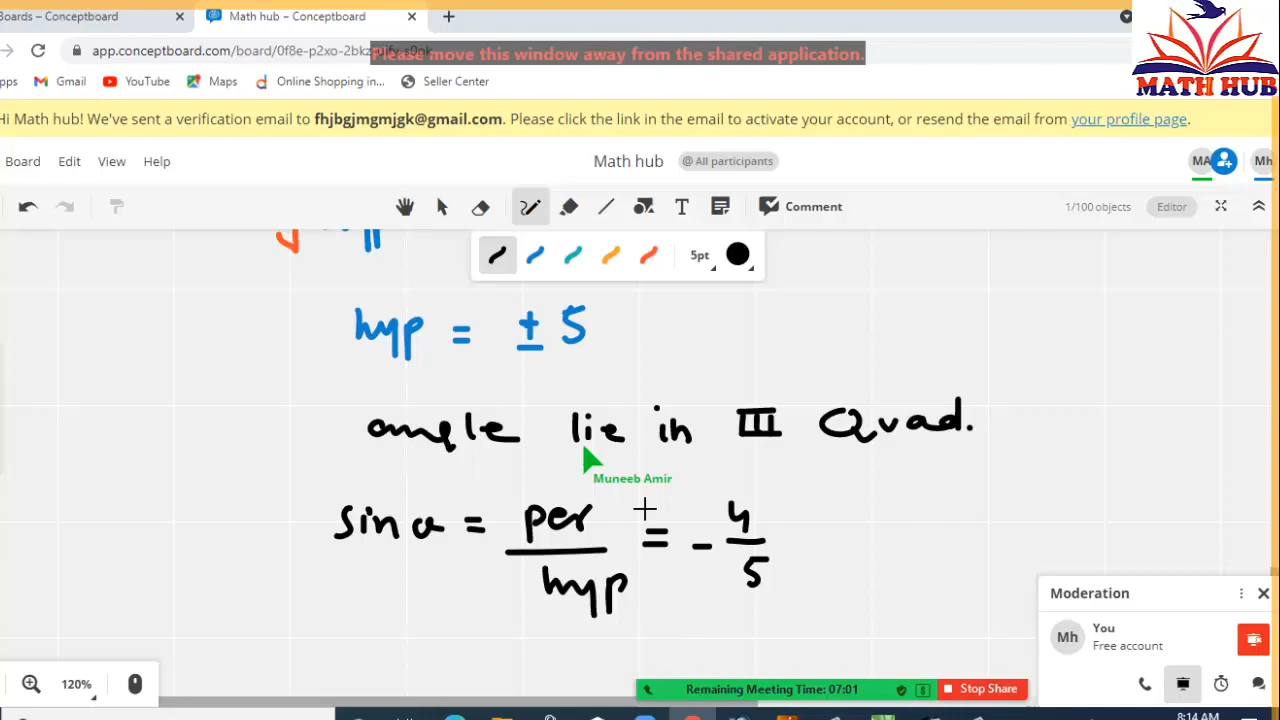 Boards – Conceptboard
Math hub – Conceptboard
app.conceptboard.com/board/0f8e-p2xo-2bkz
Please move this window away from the shared application.
MATH HUB
Gmail
YouTube
Maps
Online Shopping in...
Seller Center
Hi Math hub! We've sent a verification email to fhjbgjmgmjgk@gmail.com. Please click the link in the email to activate your account, or resend the email from your profile page.
Board Edit View Help
Math hub
@ All participants
MA
Mh
Comment
1/100 objects
Editor
5pt
hyp = ± 5
angle lie in III Quad.
Muneeb Amir
sin α = per / hyp = - 4/5
Moderation
Mh
You
Free account
120%
Remaining Meeting Time: 07:01
Stop Share
8:14 AM